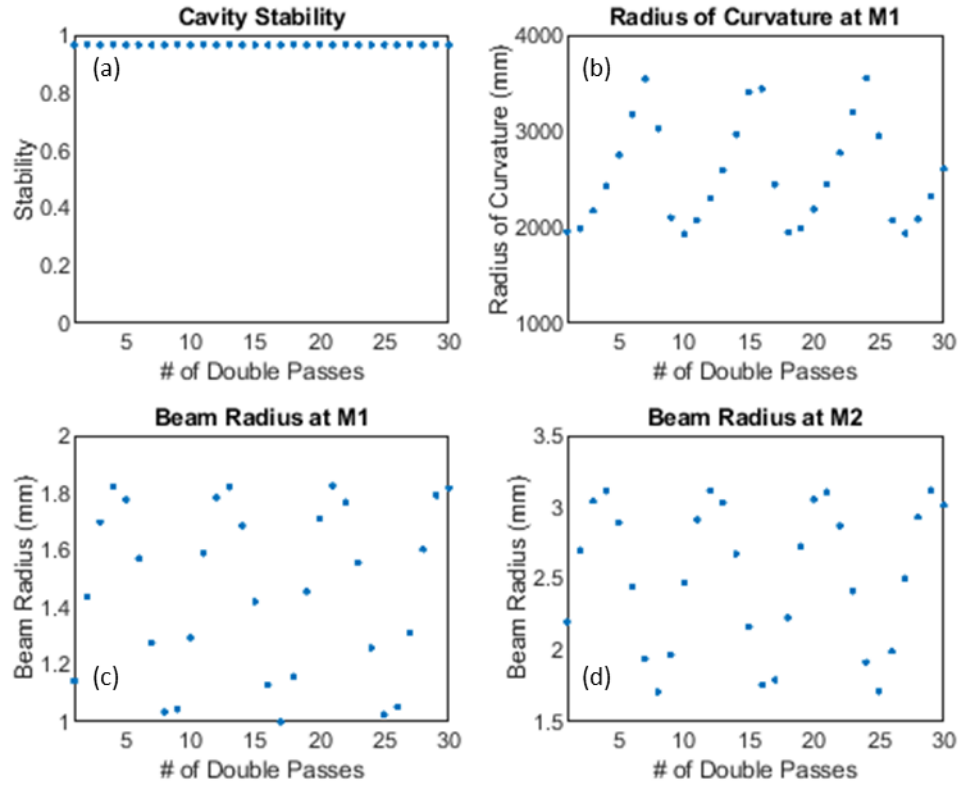 Cavity Stability
1
0.8
0.6
0.4
0.2
0
Stability
(a)
5 10 15 20 25 30
# of Double Passes
Radius of Curvature at M1
4000
3000
2000
1000
Radius of Curvature (mm)
(b)
5 10 15 20 25 30
# of Double Passes
Beam Radius at M1
2
1.8
1.6
1.4
1.2
1
Beam Radius (mm)
(c)
5 10 15 20 25 30
# of Double Passes
Beam Radius at M2
3.5
3
2.5
2
1.5
Beam Radius (mm)
(d)
5 10 15 20 25 30
# of Double Passes